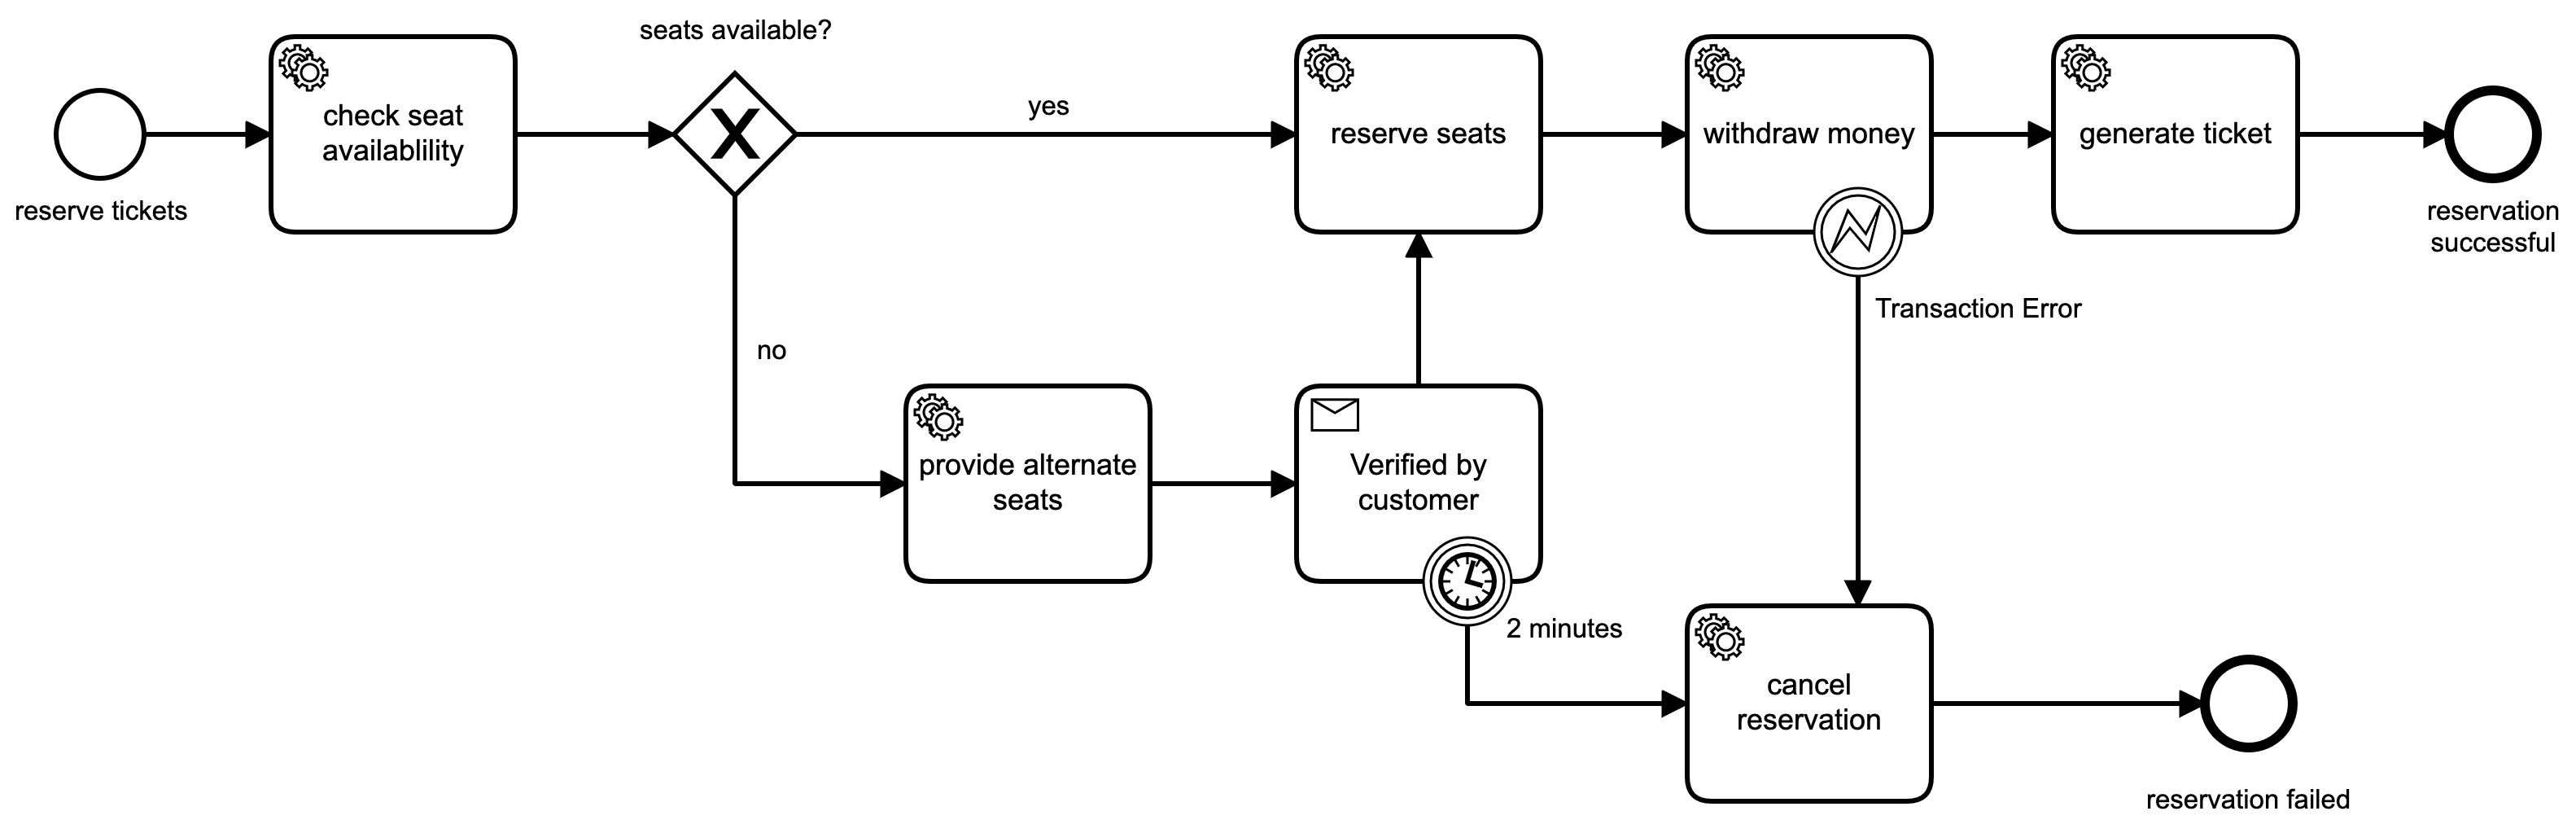 seats available?
reserve tickets
check seat
availablility
yes
no
reserve seats
withdraw money
generate ticket
reservation
successful
Transaction Error
provide alternate
seats
Verified by
customer
2 minutes
cancel
reservation
reservation failed